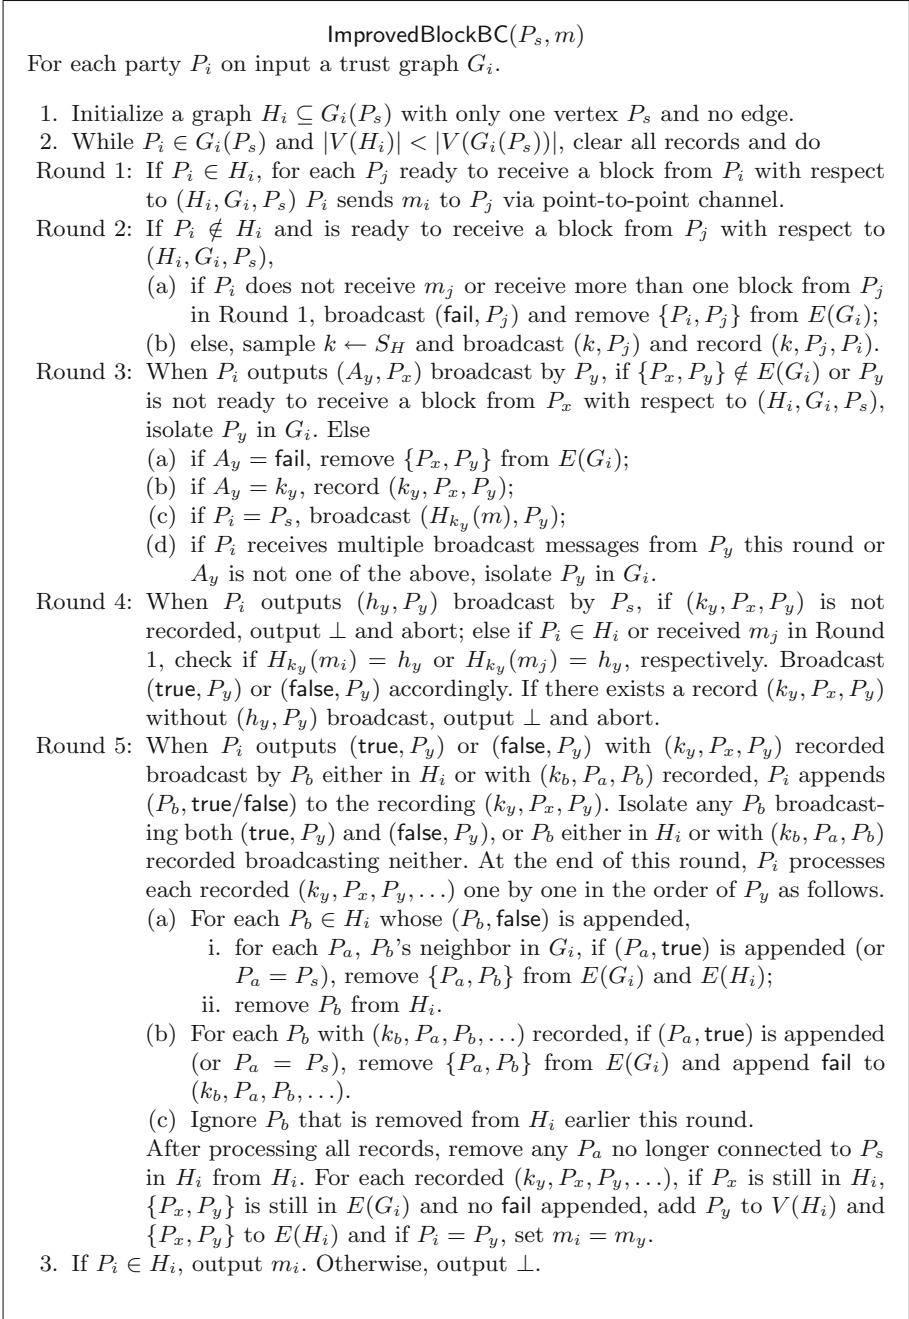 ImprovedBlockBC(P_s, m)
For each party P_i on input a trust graph G_i.
1. Initialize a graph H_i ⊆ G_i(P_s) with only one vertex P_s and no edge.
2. While P_i ∈ G_i(P_s) and |V(H_i)| < |V(G_i(P_s))|, clear all records and do
Round 1: If P_i ∈ H_i, for each P_j ready to receive a block from P_i with respect
to (H_i, G_i, P_s) P_i sends m_i to P_j via point-to-point channel.
Round 2: If P_i ∉ H_i and is ready to receive a block from P_j with respect to
(H_i, G_i, P_s),
(a) if P_i does not receive m_j or receive more than one block from P_j
in Round 1, broadcast (fail, P_j) and remove {P_i, P_j} from E(G_i);
(b) else, sample k ← S_H and broadcast (k, P_j) and record (k, P_j, P_i).
Round 3: When P_i outputs (A_y, P_x) broadcast by P_y, if {P_x, P_y} ∉ E(G_i) or P_y
is not ready to receive a block from P_x with respect to (H_i, G_i, P_s),
isolate P_y in G_i. Else
(a) if A_y = fail, remove {P_x, P_y} from E(G_i);
(b) if A_y = k_y, record (k_y, P_x, P_y);
(c) if P_i = P_s, broadcast (H_{k_y}(m), P_y);
(d) if P_i receives multiple broadcast messages from P_y this round or
A_y is not one of the above, isolate P_y in G_i.
Round 4: When P_i outputs (h_y, P_y) broadcast by P_s, if (k_y, P_x, P_y) is not
recorded, output ⊥ and abort; else if P_i ∈ H_i or received m_j in Round
1, check if H_{k_y}(m_i) = h_y or H_{k_y}(m_j) = h_y, respectively. Broadcast
(true, P_y) or (false, P_y) accordingly. If there exists a record (k_y, P_x, P_y)
without (h_y, P_y) broadcast, output ⊥ and abort.
Round 5: When P_i outputs (true, P_y) or (false, P_y) with (k_y, P_x, P_y) recorded
broadcast by P_b either in H_i or with (k_b, P_a, P_b) recorded, P_i appends
(P_b, true/false) to the recording (k_y, P_x, P_y). Isolate any P_b broadcast-
ing both (true, P_y) and (false, P_y), or P_b either in H_i or with (k_b, P_a, P_b)
recorded broadcasting neither. At the end of this round, P_i processes
each recorded (k_y, P_x, P_y, . . .) one by one in the order of P_y as follows.
(a) For each P_b ∈ H_i whose (P_b, false) is appended,
i. for each P_a, P_b's neighbor in G_i, if (P_a, true) is appended (or
P_a = P_s), remove {P_a, P_b} from E(G_i) and E(H_i);
ii. remove P_b from H_i.
(b) For each P_b with (k_b, P_a, P_b, . . .) recorded, if (P_a, true) is appended
(or P_a = P_s), remove {P_a, P_b} from E(G_i) and append fail to
(k_b, P_a, P_b, . . .).
(c) Ignore P_b that is removed from H_i earlier this round.
After processing all records, remove any P_a no longer connected to P_s
in H_i from H_i. For each recorded (k_y, P_x, P_y, . . .), if P_x is still in H_i,
{P_x, P_y} is still in E(G_i) and no fail appended, add P_y to V(H_i) and
{P_x, P_y} to E(H_i) and if P_i = P_y, set m_i = m_y.
3. If P_i ∈ H_i, output m_i. Otherwise, output ⊥.